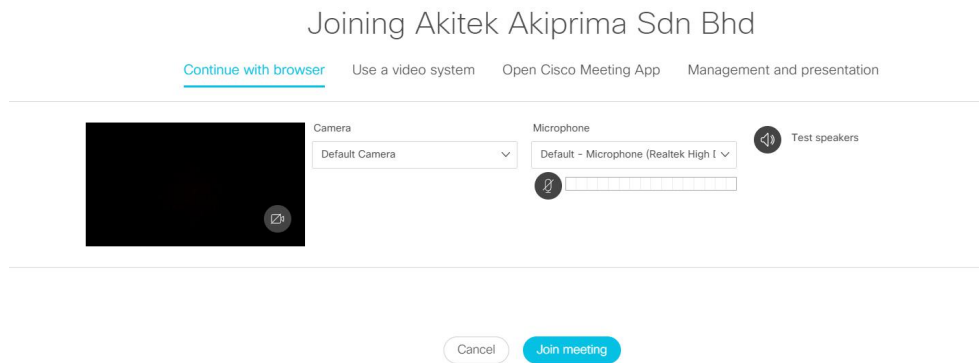 Joining Akitek Akiprima Sdn Bhd
Continue with browser Use a video system Open Cisco Meeting App Management and presentation
Camera Microphone
Default Camera Default - Microphone (Realtek High Test speakers
Cancel Join meeting